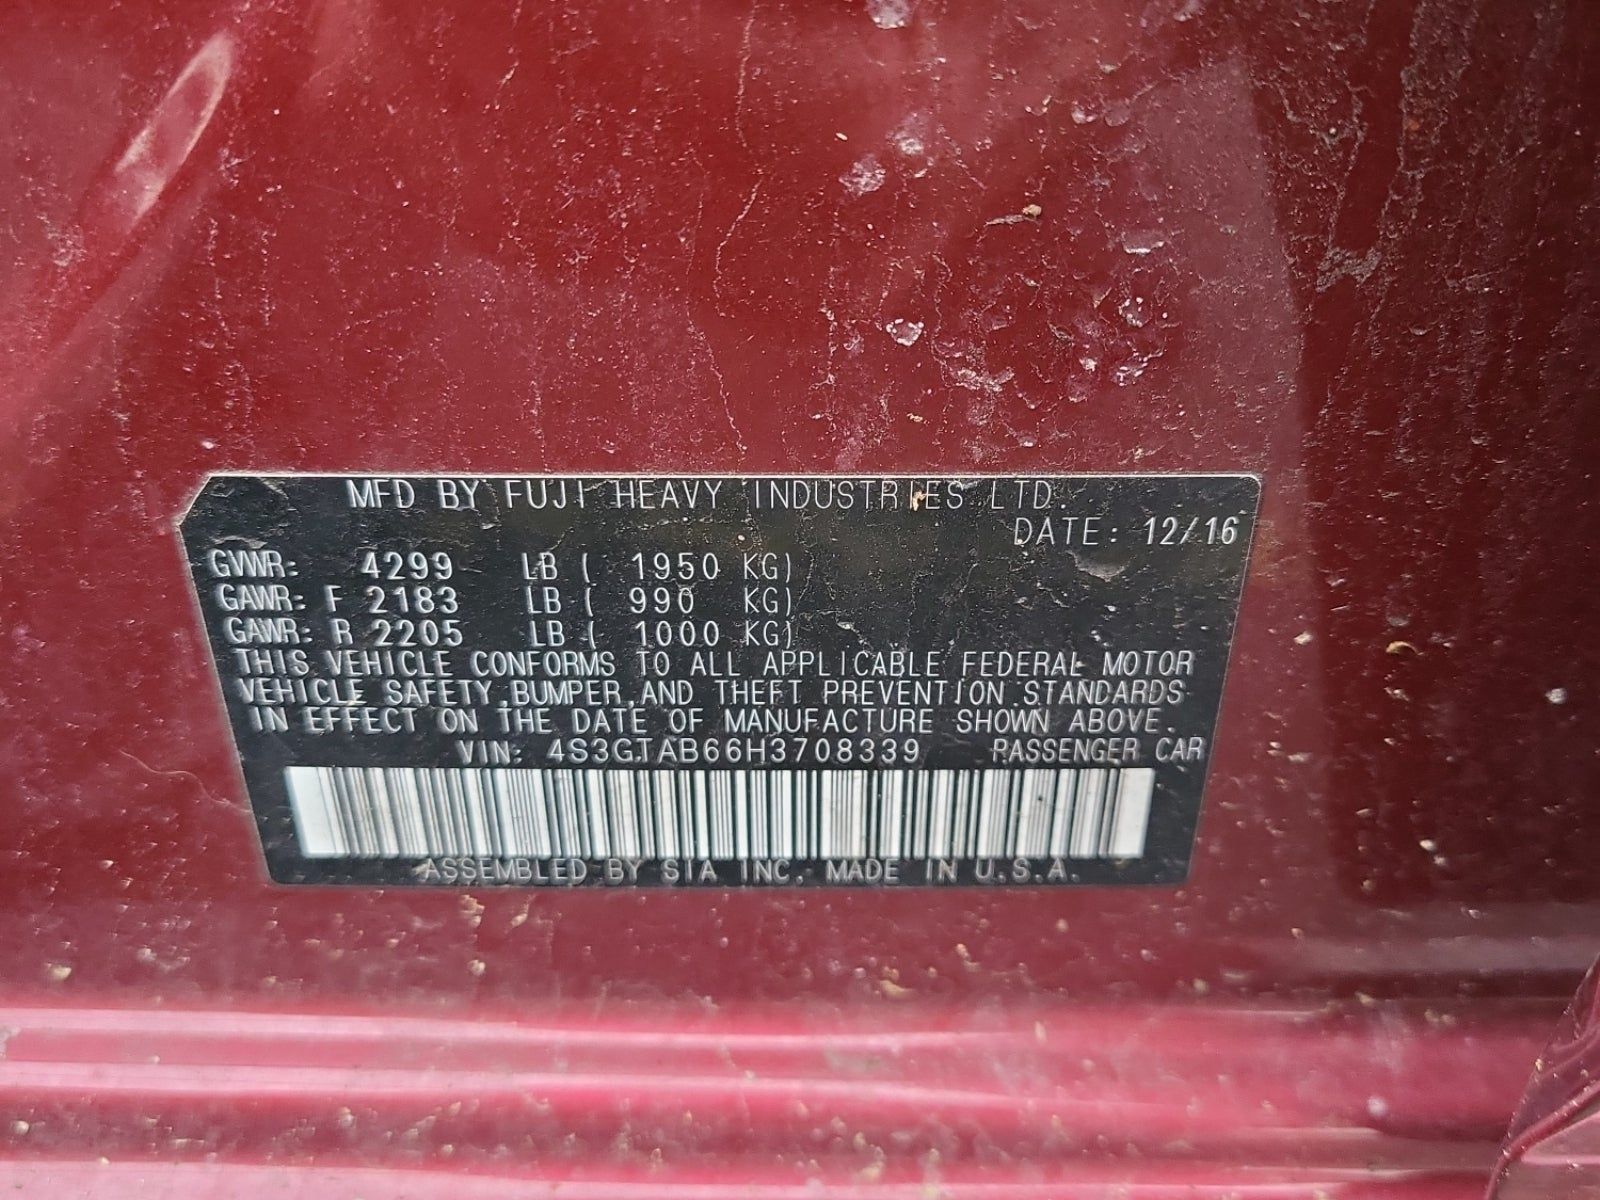 MFD BY FUJI HEAVY INDUSTRIES LTD.
DATE: 12/16
GVWR: 4299 LB ( 1950 KG)
GAWR: F 2183 LB ( 990 KG)
GAWR: R 2205 LB ( 1000 KG)
THIS VEHICLE CONFORMS TO ALL APPLICABLE FEDERAL MOTOR
VEHICLE SAFETY, BUMPER, AND THEFT PREVENTION STANDARDS
IN EFFECT ON THE DATE OF MANUFACTURE SHOWN ABOVE.
VIN: 4S3GTAB66H3708339 PASSENGER CAR
ASSEMBLED BY SIA INC. MADE IN U.S.A.